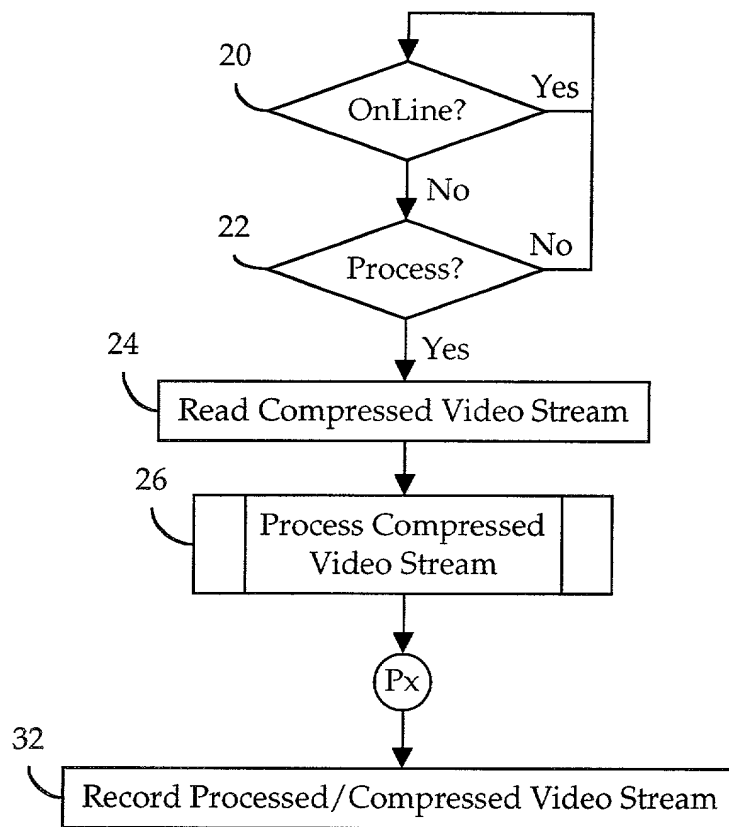 20
OnLine?
Yes
No
22
Process?
No
Yes
24
Read Compressed Video Stream
26
Process Compressed
Video Stream
Px
32
Record Processed/Compressed Video Stream